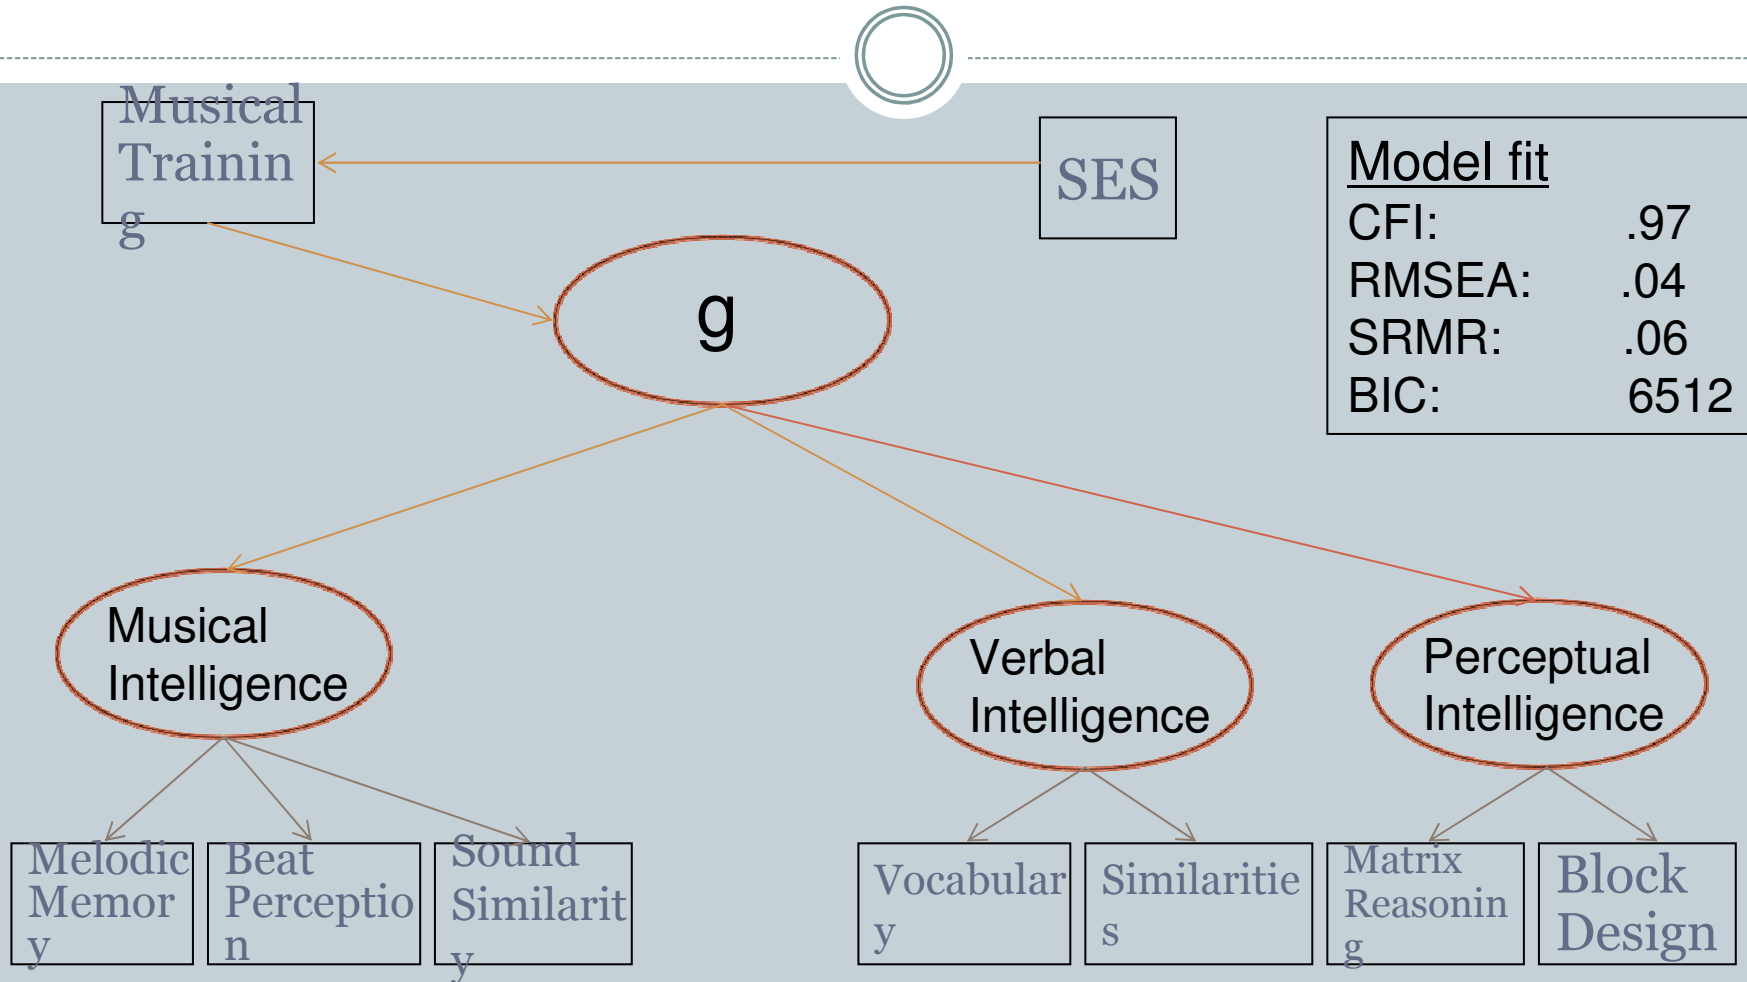 Musical
Trainin
g
SES
Model fit
CFI: .97
RMSEA: .04
SRMR: .06
BIC: 6512
g
Musical
Intelligence
Verbal
Intelligence
Perceptual
Intelligence
Melodic
Memor
y
Beat
Perceptio
n
Sound
Similarit
y
Vocabular
y
Similaritie
s
Matrix
Reasonin
g
Block
Design